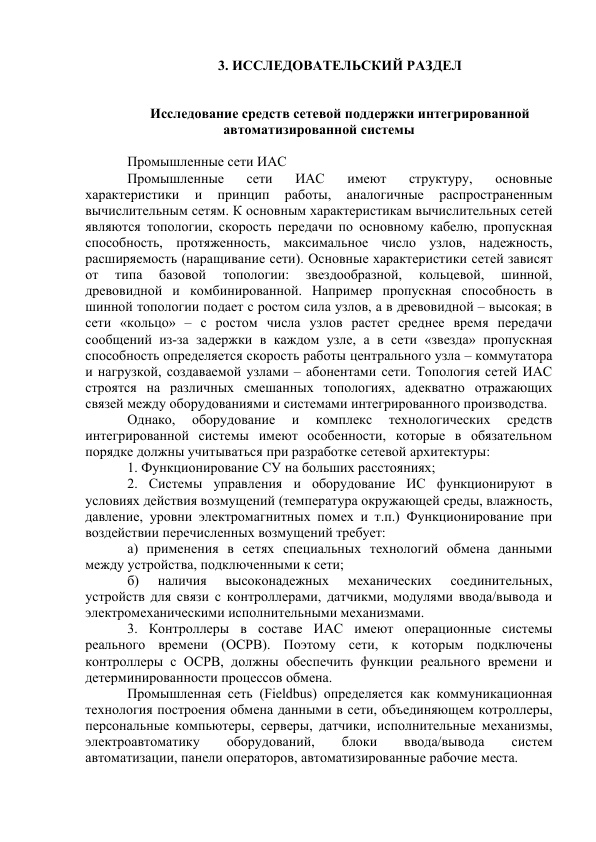 3. ИССЛЕДОВАТЕЛЬСКИЙ РАЗДЕЛ
Исследование средств сетевой поддержки интегрированной
автоматизированной системы
Промышленные сети ИАС
Промышленные сети ИАС имеют структуру, основные
характеристики и принцип работы, аналогичные распространенным
вычислительным сетям. К основным характеристикам вычислительных сетей
являются топологии, скорость передачи по основному кабелю, пропускная
способность, протяженность, максимальное число узлов, надежность,
расширяемость (наращивание сети). Основные характеристики сетей зависят
от типа базовой топологии: звездообразной, кольцевой, шинной,
древовидной и комбинированной. Например пропускная способность в
шинной топологии подает с ростом сила узлов, а в древовидной – высокая; в
сети «кольцо» – с ростом числа узлов растет среднее время передачи
сообщений из-за задержки в каждом узле, а в сети «звезда» пропускная
способность определяется скорость работы центрального узла – коммутатора
и нагрузкой, создаваемой узлами – абонентами сети. Топология сетей ИАС
строятся на различных смешанных топологиях, адекватно отражающих
связей между оборудованиями и системами интегрированного производства.
Однако, оборудование и комплекс технологических средств
интегрированной системы имеют особенности, которые в обязательном
порядке должны учитываться при разработке сетевой архитектуры:
1. Функционирование СУ на больших расстояниях;
2. Системы управления и оборудование ИС функционируют в
условиях действия возмущений (температура окружающей среды, влажность,
давление, уровни электромагнитных помех и т.п.) Функционирование при
воздействии перечисленных возмущений требует:
а) применения в сетях специальных технологий обмена данными
между устройства, подключенными к сети;
б) наличия высоконадежных механических соединительных,
устройств для связи с контроллерами, датчикми, модулями ввода/вывода и
электромеханическими исполнительными механизмами.
3. Контроллеры в составе ИАС имеют операционные системы
реального времени (ОСРВ). Поэтому сети, к которым подключены
контроллеры с ОСРВ, должны обеспечить функции реального времени и
детерминированности процессов обмена.
Промышленная сеть (Fieldbus) определяется как коммуникационная
технология построения обмена данными в сети, объединяющем котроллеры,
персональные компьютеры, серверы, датчики, исполнительные механизмы,
электроавтоматику оборудований, блоки ввода/вывода систем
автоматизации, панели операторов, автоматизированные рабочие места.